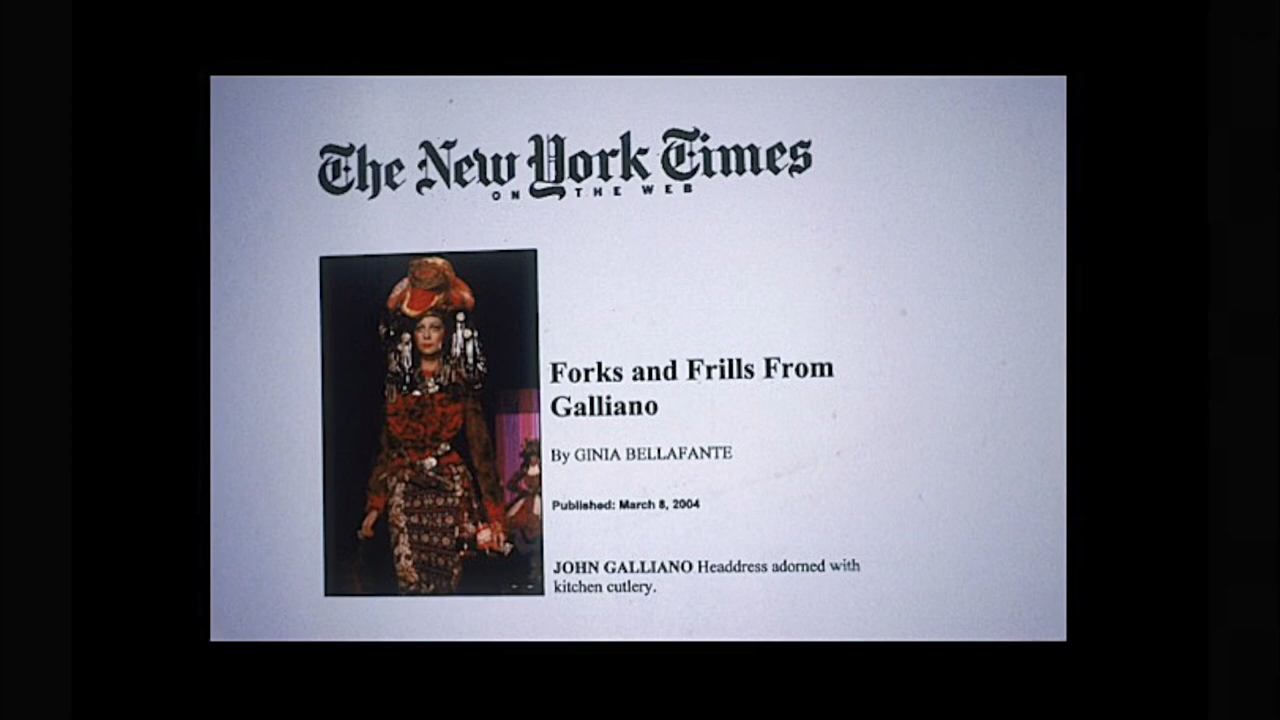 The New York Times
ON THE WEB
Forks and Frills From
Galliano
By GINIA BELLAFANTE
Published: March 8, 2004
JOHN GALLIANO Headdress adorned with
kitchen cutlery.